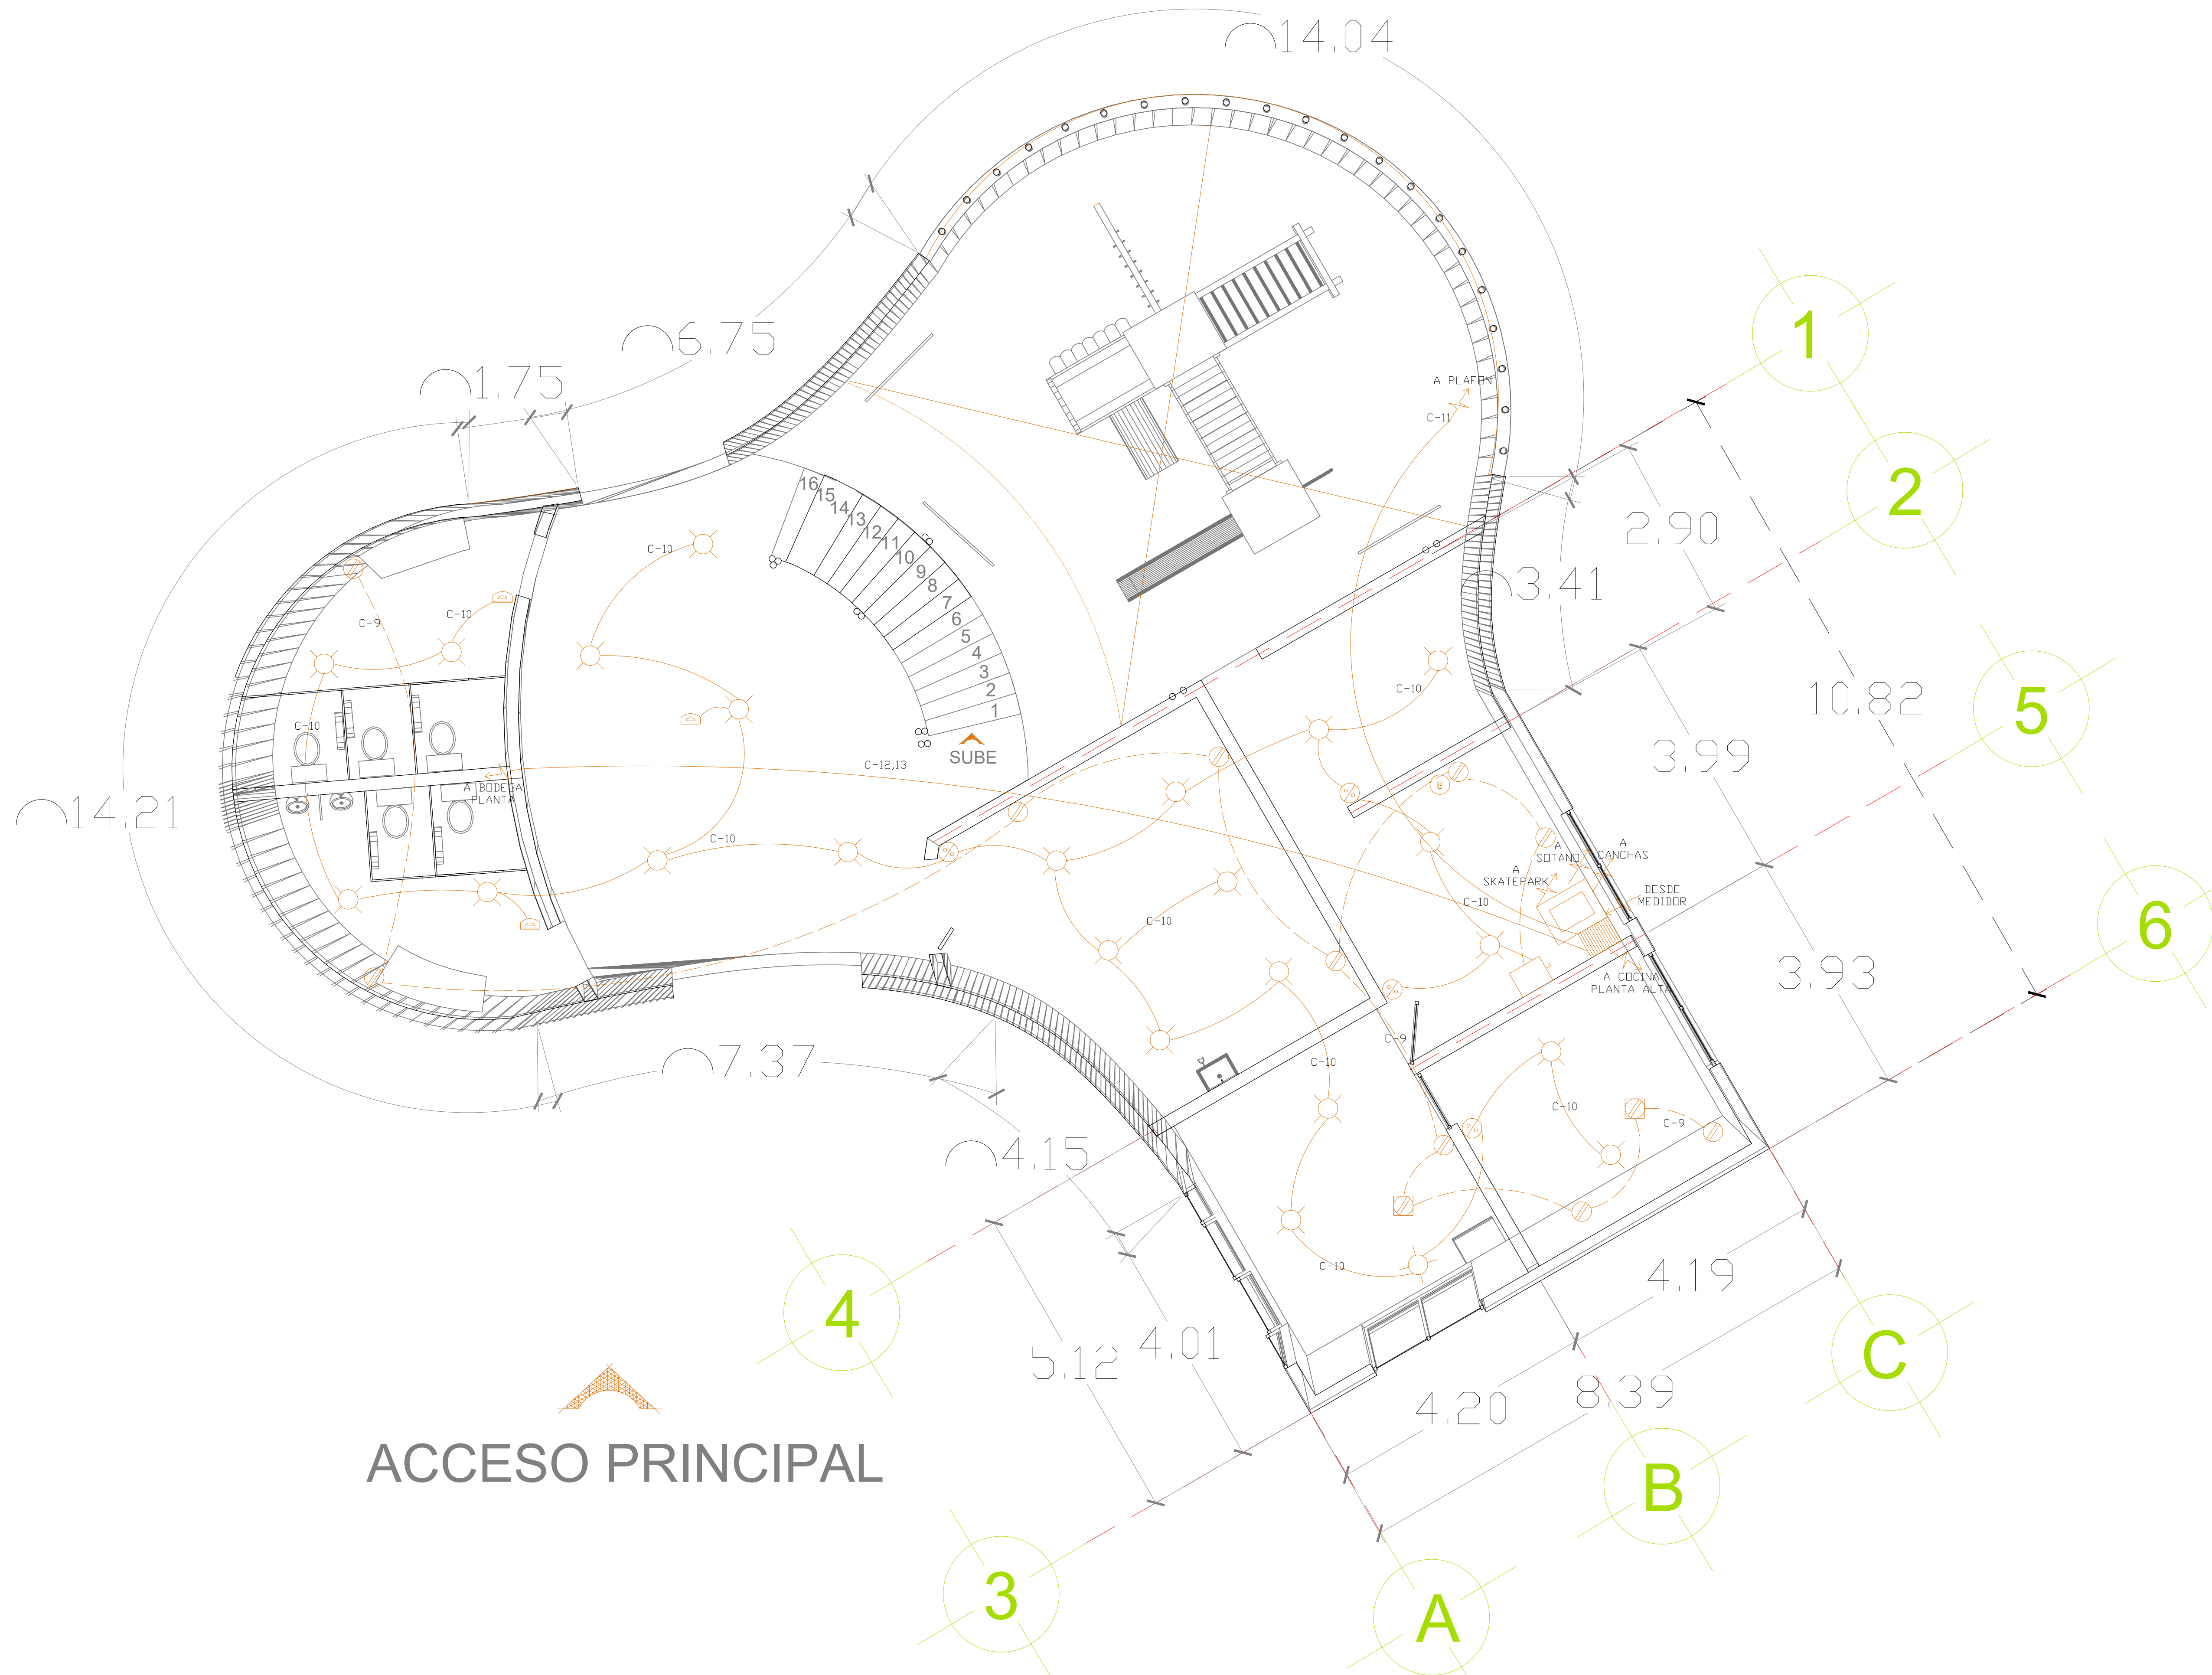 14.04
6.75
1.75
14.21
7.37
4.15
5.12
4.01
4.20
8.39
4.19
3.93
3.99
10.82
2.90
3.41
1
2
5
6
C
B
A
3
4
A PLAFON
C-11
C-10
C-10
C-9
C-10
16
15
14
13
12
11
10
9
8
7
6
5
4
3
2
1
SUBE
C-12,13
A BODEGA
PLANTA
C-10
C-10
C-10
A
SOTANO
A
CANCHAS
A
SKATEPARK
DESDE
MEDIDOR
C-10
A COCINA
PLANTA ALTA
C-9
C-10
C-10
C-9
C-10
ACCESO PRINCIPAL